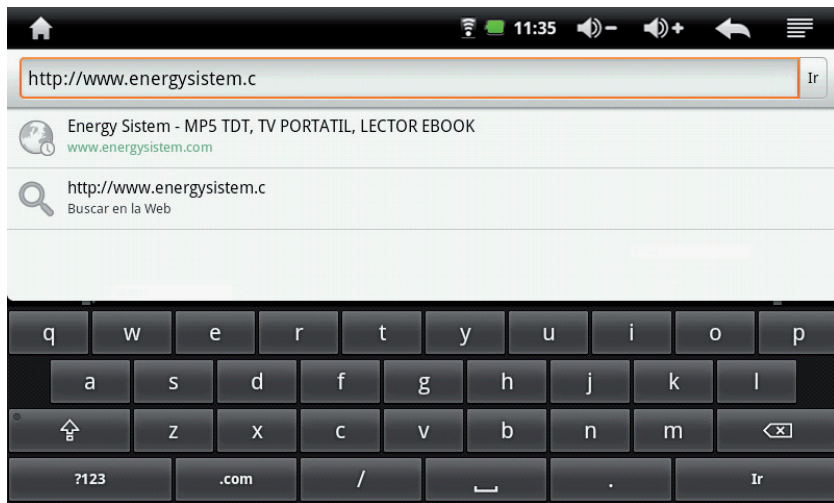 11:35
http://www.energysistem.c Ir
Energy Sistem - MP5 TDT, TV PORTATIL, LECTOR EBOOK
www.energysistem.com
http://www.energysistem.c
Buscar en la Web
q w e r t y u i o p
a s d f g h j k l
z x c v b n m
?123 .com / . Ir